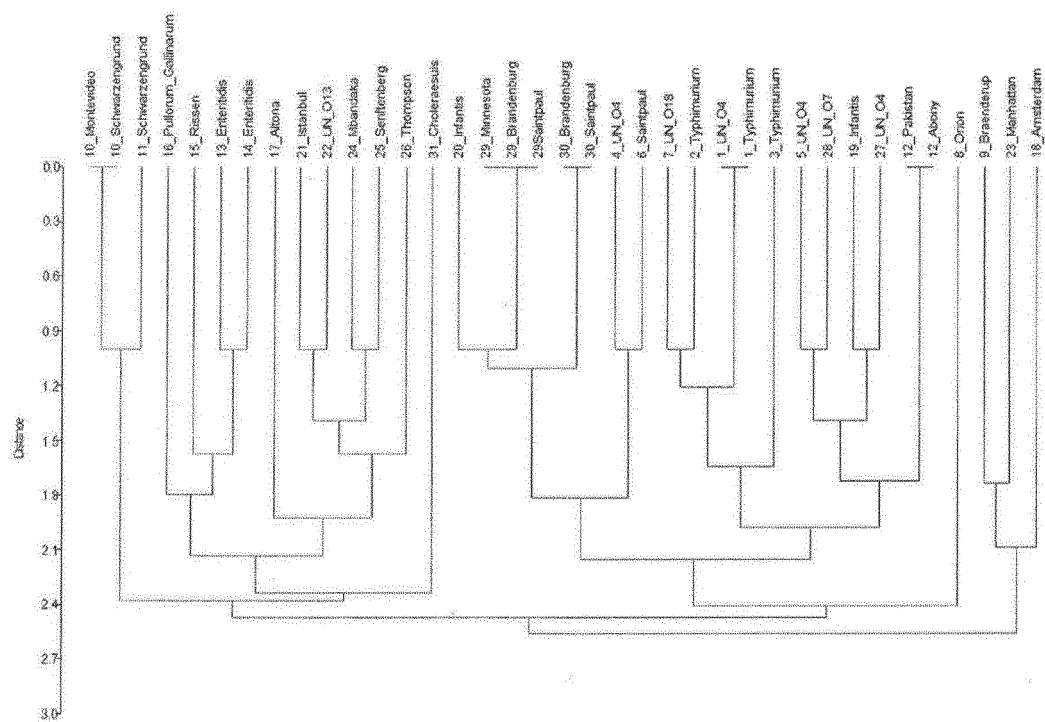 10_Montevideo
10_Schwarzengrund
11_Schwarzengrund
16_Pullorum_Gallinarum
15_Rissen
13_Enteritidis
14_Enteritidis
17_Altona
21_Istanbul
22_UN_O13
24_Mbandaka
25_Senftenberg
26_Thompson
31_Choleraesuis
20_Infantis
29_Minnesota
29_Brandenburg
29Saintpaul
30_Brandenburg
30_Saintpaul
4_UN_O4
6_Saintpaul
7_UN_O18
2_Typhimurium
1_UN_O4
1_Typhimurium
3_Typhimurium
5_UN_O4
28_UN_O7
19_Infantis
27_UN_O4
12_Pakistan
12_Abony
8_Orion
9_Braenderup
23_Manhattan
18_Amsterdam
0.0
0.3
0.6
0.9
1.2
1.5
1.8
2.1
2.4
2.7
3.0
Distance